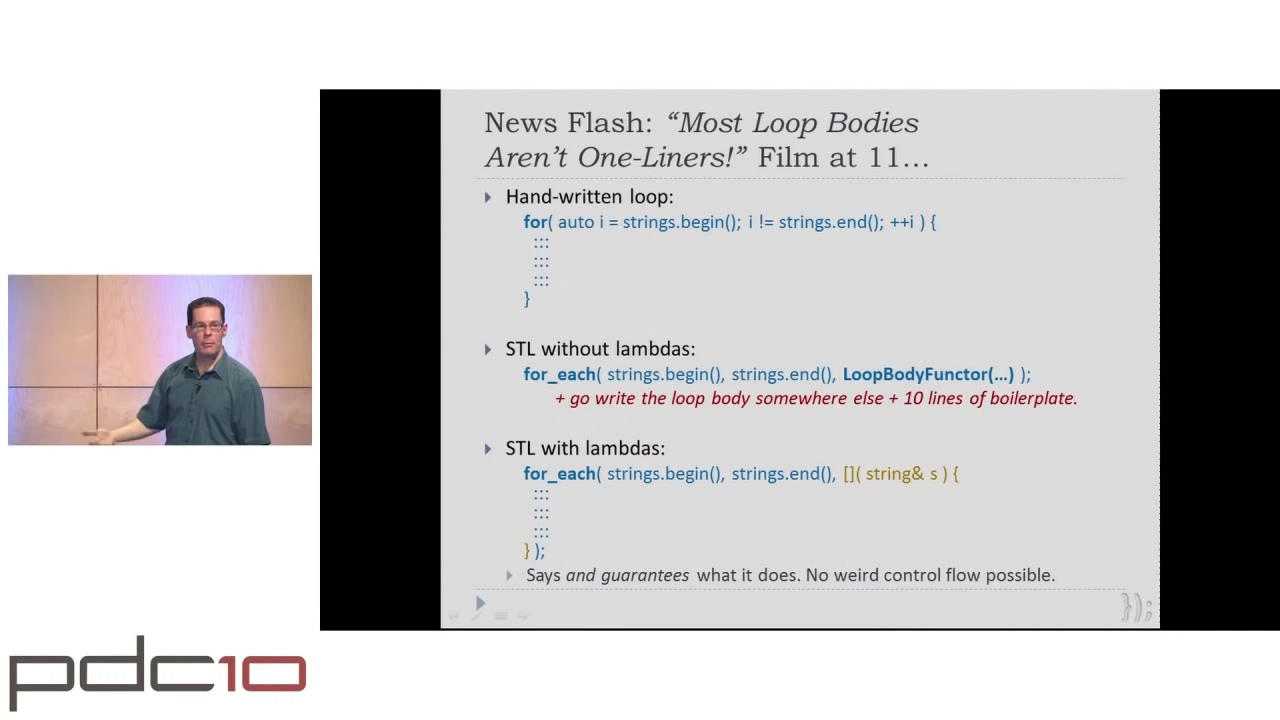 News Flash: “Most Loop Bodies
Aren’t One-Liners!” Film at 11…
Hand-written loop:
for( auto i = strings.begin(); i != strings.end(); ++i ) {
:::
:::
:::
}
STL without lambdas:
for_each( strings.begin(), strings.end(), LoopBodyFunctor(…) );
+ go write the loop body somewhere else + 10 lines of boilerplate.
STL with lambdas:
for_each( strings.begin(), strings.end(), []( string& s ) {
:::
:::
:::
} );
Says and guarantees what it does. No weird control flow possible.
});
pdc10